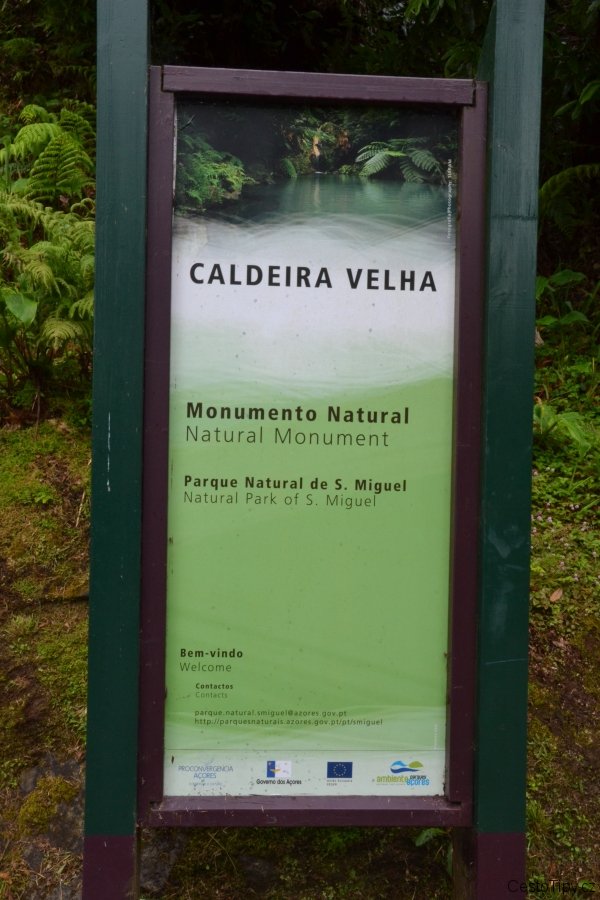 CALDEIRA VELHA
Monumento Natural
Natural Monument
Parque Natural de S. Miguel
Natural Park of S. Miguel
Bem-vindo
Welcome
Contactos
Contacts
parque.natural.smiguel@azores.gov.pt
http://parquesnaturais.azores.gov.pt/pt/smiguel
PROCONVERGENCIA
AÇORES
Governo dos Açores
ambiente parques açores
CestoTipy.cz